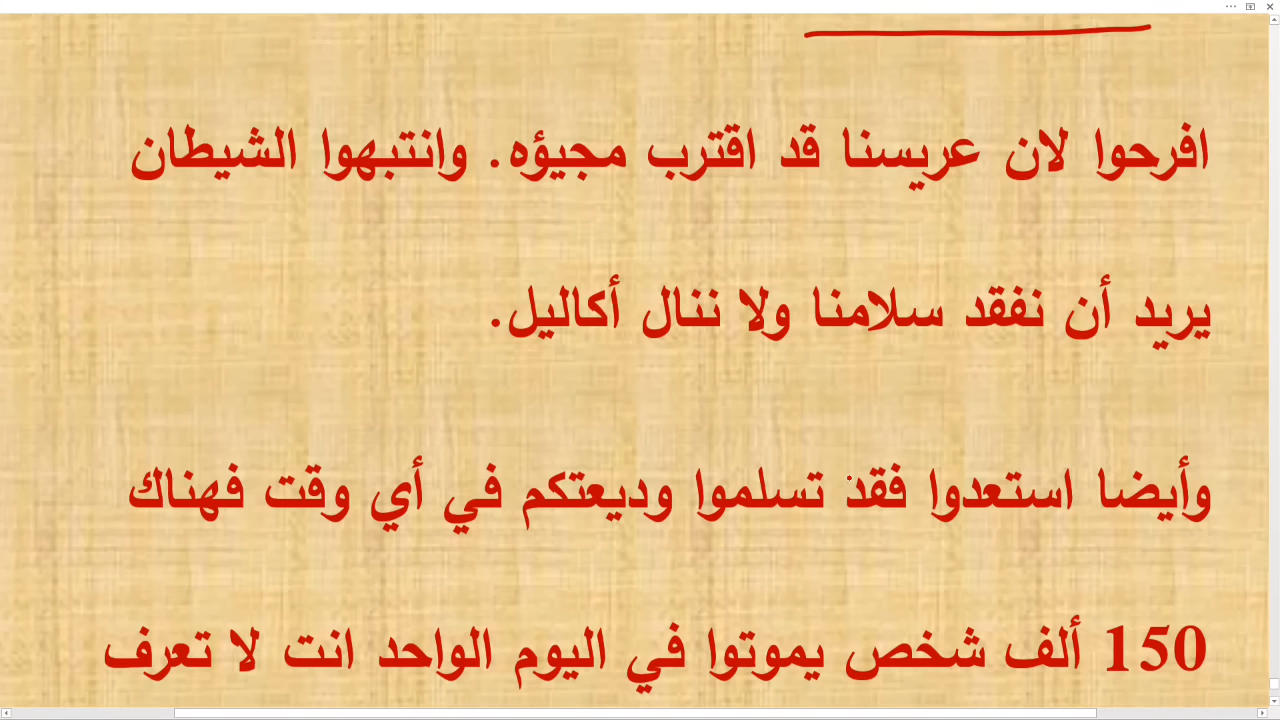 افرحوا لان عريسنا قد اقترب مجيؤه. وانتبهوا الشيطان
يريد أن نفقد سلامنا ولا ننال أكاليل.
وأيضا استعدوا فقد تسلموا وديعتكم في أي وقت فهناك
150 ألف شخص يموتوا في اليوم الواحد انت لا تعرف